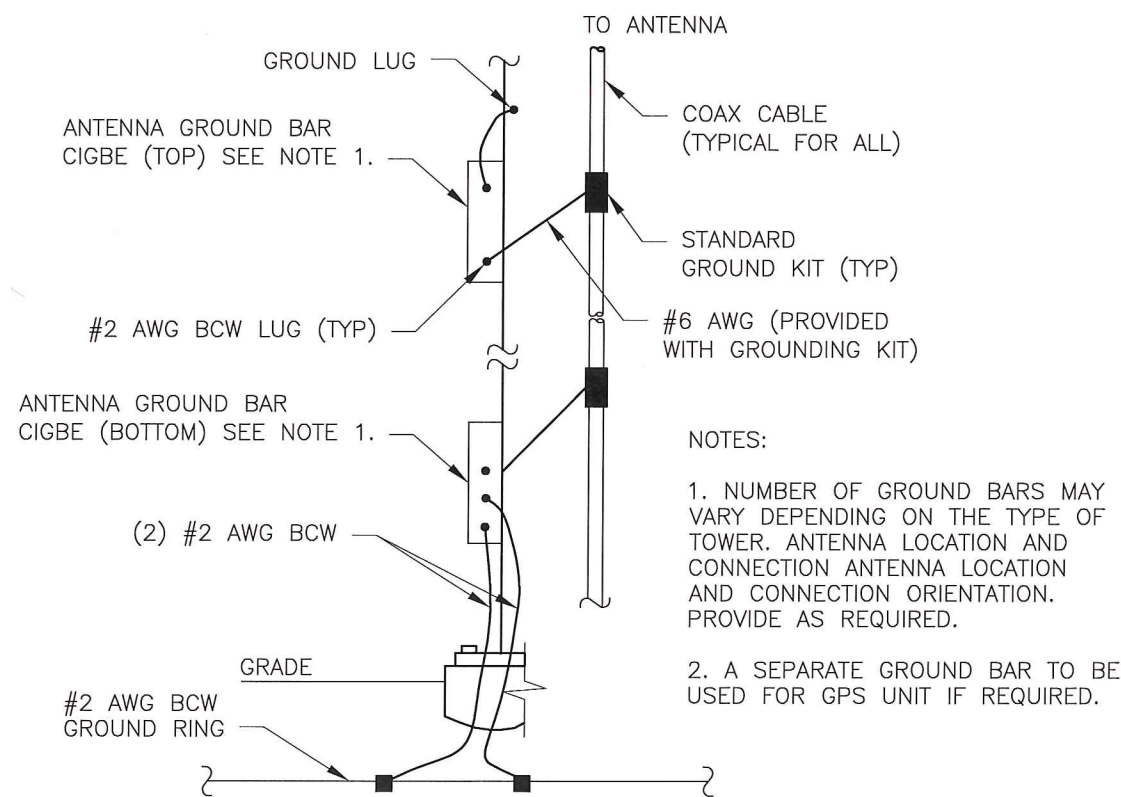 TO ANTENNA
GROUND LUG
COAX CABLE
(TYPICAL FOR ALL)
ANTENNA GROUND BAR
CIGBE (TOP) SEE NOTE 1.
STANDARD
GROUND KIT (TYP)
#2 AWG BCW LUG (TYP)
#6 AWG (PROVIDED
WITH GROUNDING KIT)
ANTENNA GROUND BAR
CIGBE (BOTTOM) SEE NOTE 1.
(2) #2 AWG BCW
GRADE
#2 AWG BCW
GROUND RING
NOTES:
1. NUMBER OF GROUND BARS MAY
VARY DEPENDING ON THE TYPE OF
TOWER. ANTENNA LOCATION AND
CONNECTION ANTENNA LOCATION
AND CONNECTION ORIENTATION.
PROVIDE AS REQUIRED.
2. A SEPARATE GROUND BAR TO BE
USED FOR GPS UNIT IF REQUIRED.